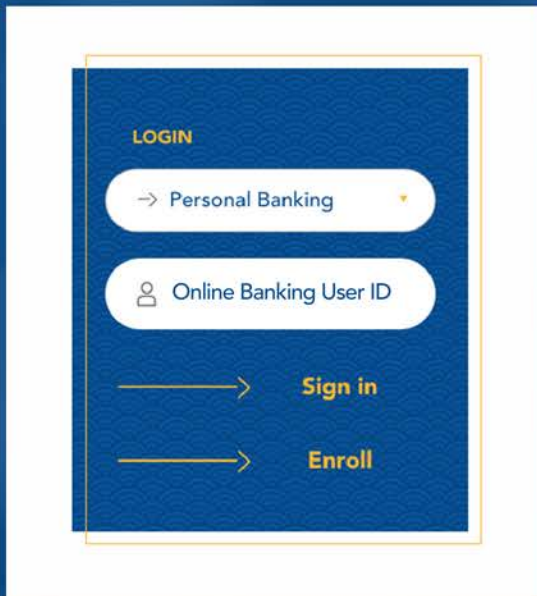 LOGIN
Personal Banking
Online Banking User ID
Sign in
Enroll